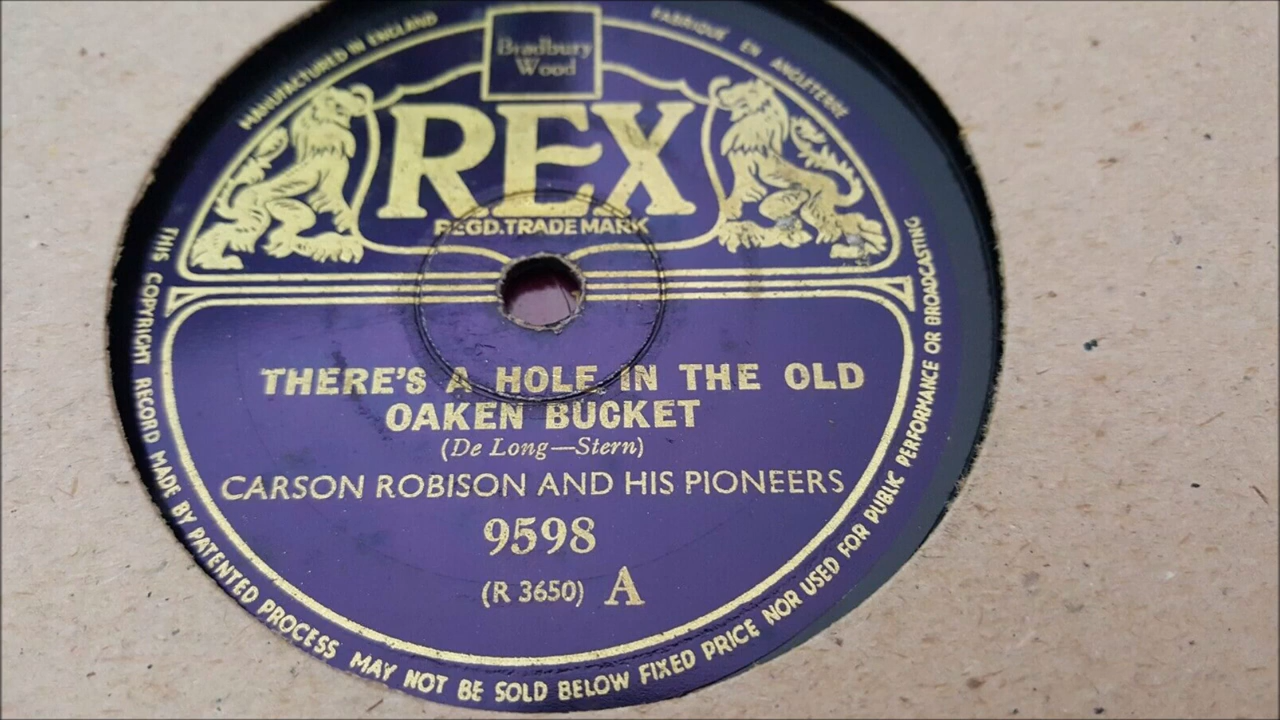 MANUFACTURED IN ENGLAND
Bradbury
Wood
FABRIQUÉ EN ANGLETERRE
REX
REGD. TRADE MARK
THERE'S A HOLE IN THE OLD
OAKEN BUCKET
(De Long—Stern)
CARSON ROBISON AND HIS PIONEERS
9598
(R 3650) A
THIS COPYRIGHT RECORD MADE BY PATENTED PROCESS MAY NOT BE SOLD BELOW FIXED PRICE NOR USED FOR PUBLIC PERFORMANCE OR BROADCASTING